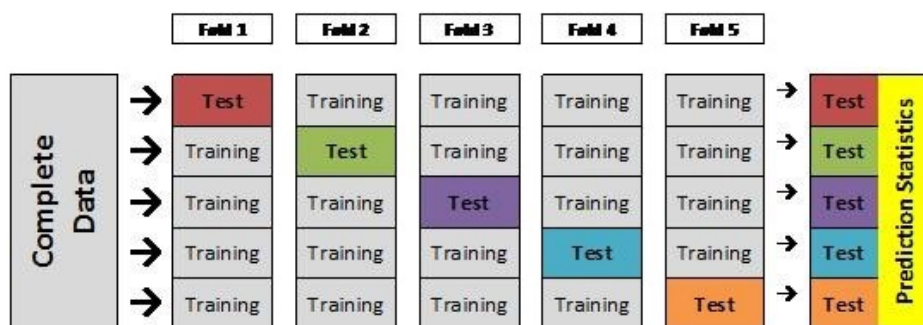 Fold 1 Fold 2 Fold 3 Fold 4 Fold 5
Complete
Data
Test Training Training Training Training Test
Training Test Training Training Training Test
Training Training Test Training Training Test
Training Training Training Test Training Test
Training Training Training Training Test Test
Prediction Statistics